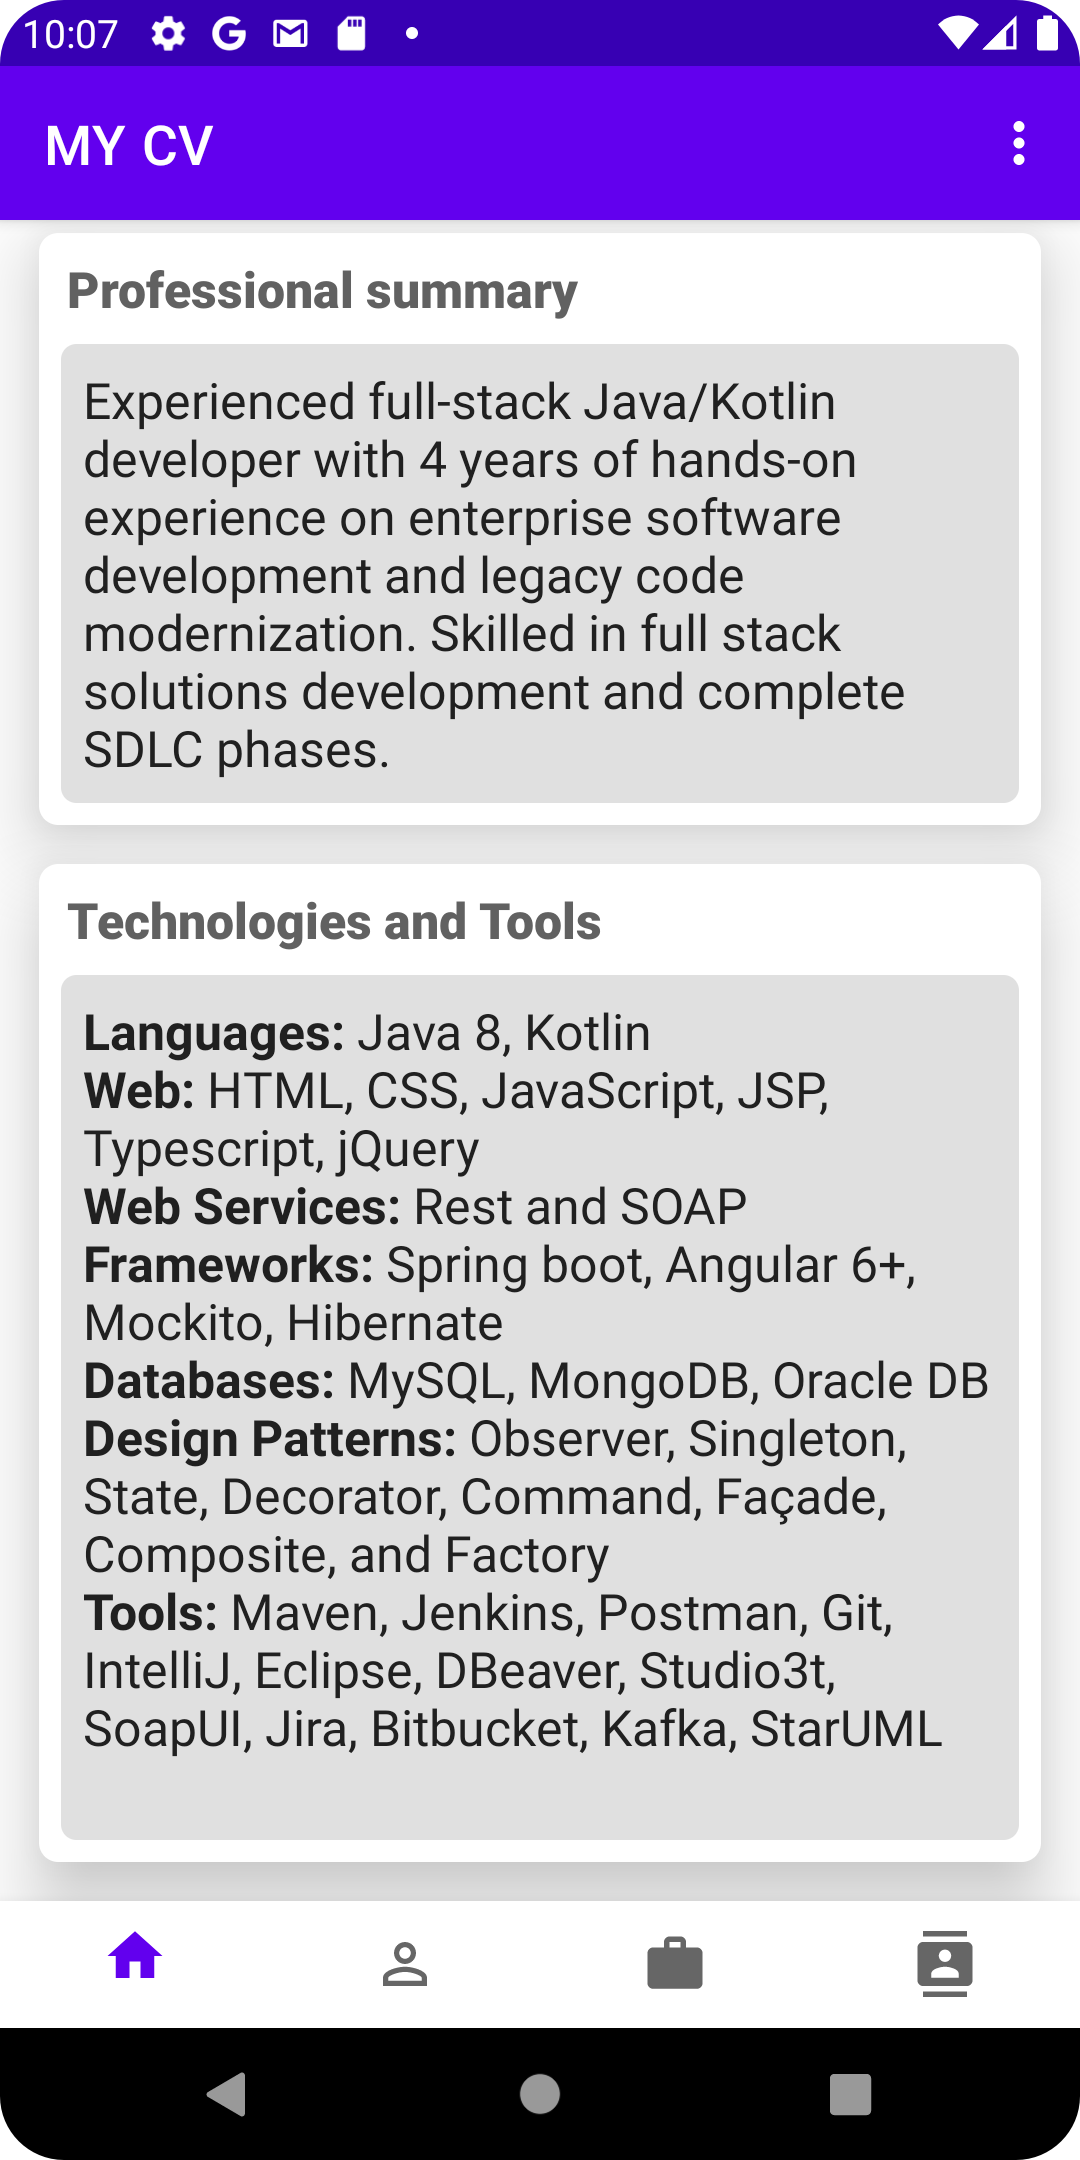 10:07
MY CV
Professional summary
Experienced full-stack Java/Kotlin
developer with 4 years of hands-on
experience on enterprise software
development and legacy code
modernization. Skilled in full stack
solutions development and complete
SDLC phases.
Technologies and Tools
Languages: Java 8, Kotlin
Web: HTML, CSS, JavaScript, JSP,
Typescript, jQuery
Web Services: Rest and SOAP
Frameworks: Spring boot, Angular 6+,
Mockito, Hibernate
Databases: MySQL, MongoDB, Oracle DB
Design Patterns: Observer, Singleton,
State, Decorator, Command, Façade,
Composite, and Factory
Tools: Maven, Jenkins, Postman, Git,
IntelliJ, Eclipse, DBeaver, Studio3t,
SoapUI, Jira, Bitbucket, Kafka, StarUML